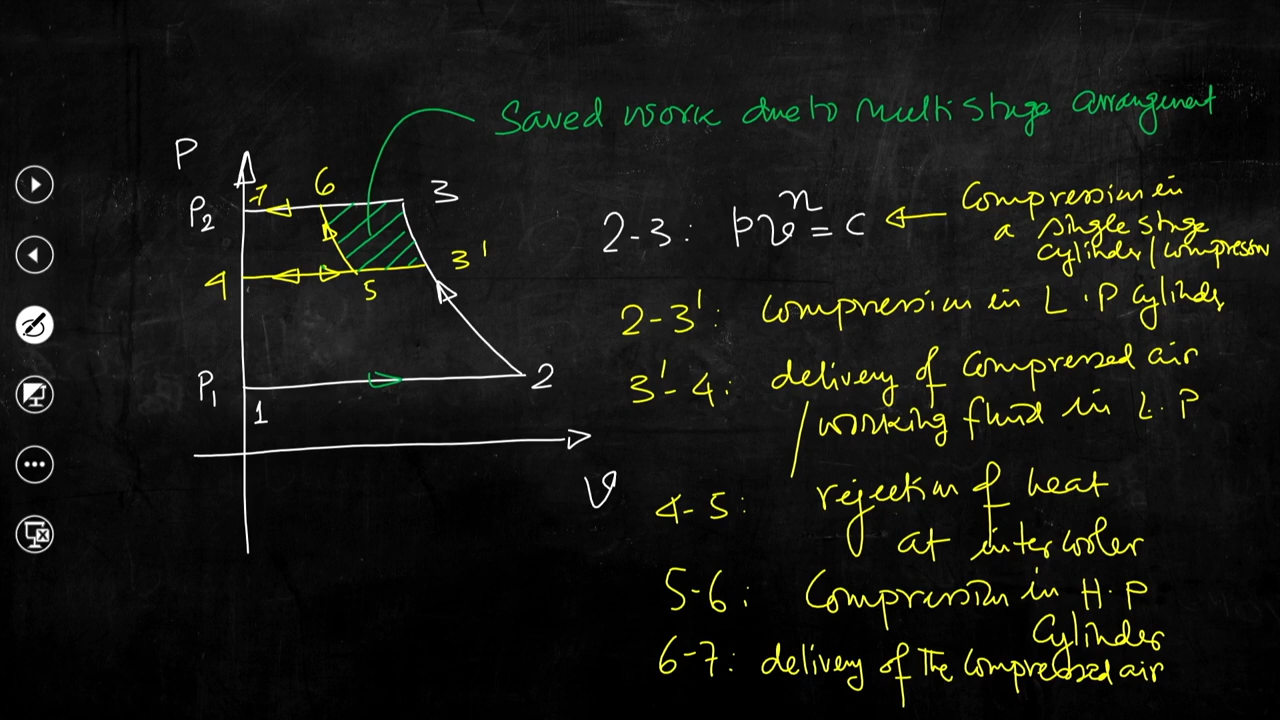 Saved work due to multi stage arrangement
P
7
6
3
P2
2-3: pv^n = c
Compression in
a single stage
cylinder/compressor
4
5
3'
2-3': compression in L.P Cylinder
P1
1
2
3'-4: delivery of compressed air
/working fluid in L.P
V
4-5: rejection of heat
at intercooler
5-6: Compression in H.P
Cylinder
6-7: delivery of The compressed air